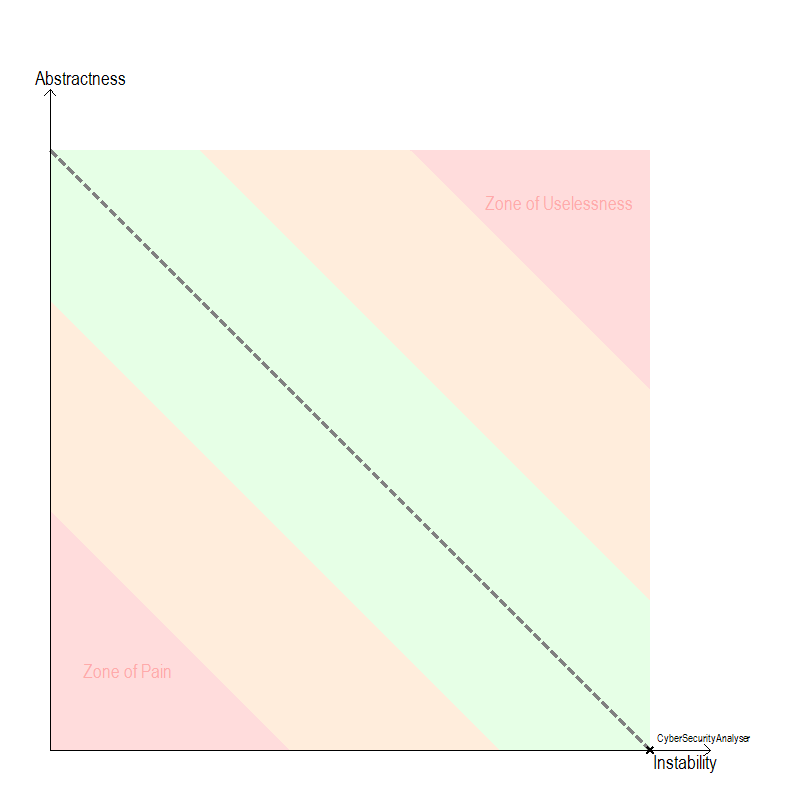 Abstractness
Zone of Uselessness
Zone of Pain
CyberSecurityAnalyser
Instability